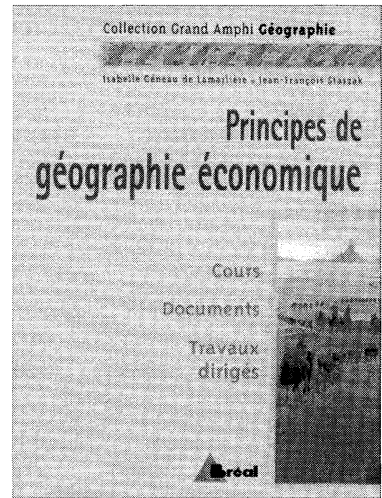 Collection Grand Amphi Géographie
Isabelle Géneau de Lamarlière - Jean-François Staszak
Principes de
géographie économique
Cours
Documents
Travaux
dirigés
Bréal